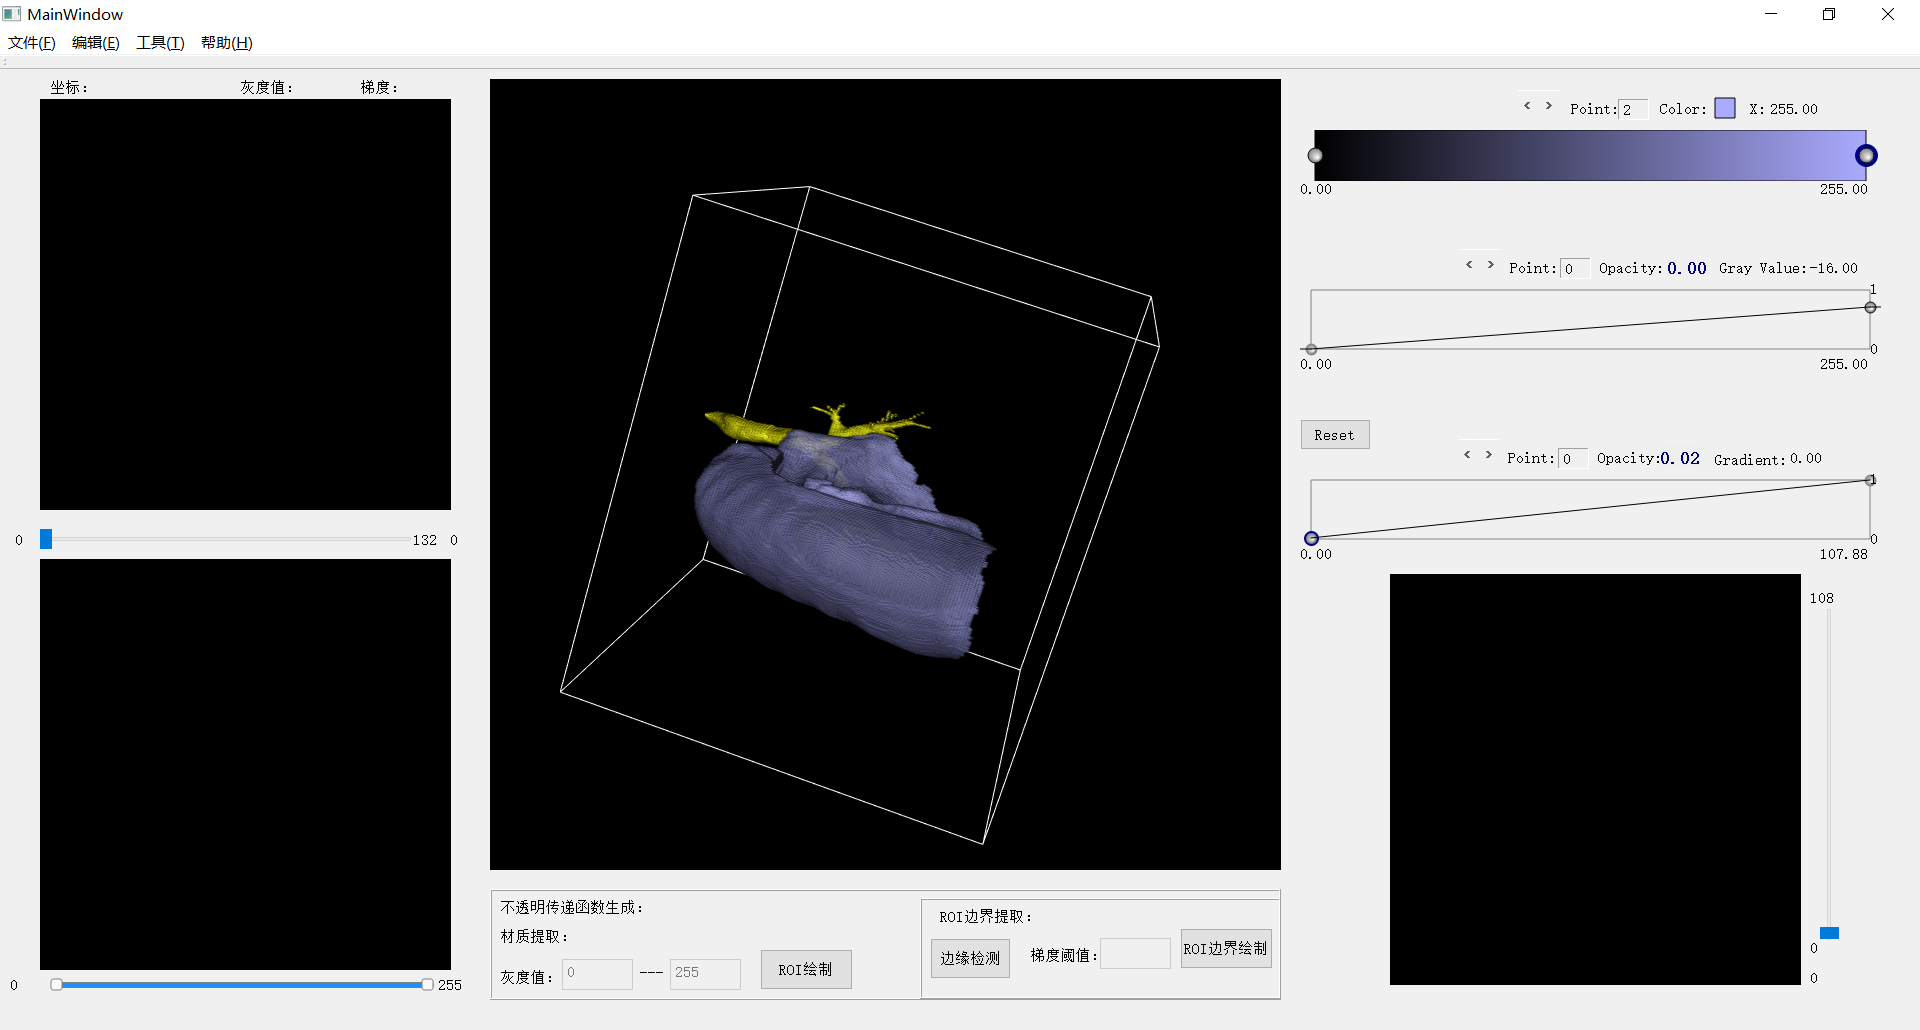 MainWindow
文件(F) 编辑(E) 工具(T) 帮助(H)
坐标: 灰度值: 梯度:
0 132 0
0 255
不透明传递函数生成:
材质提取:
灰度值: 0 --- 255 ROI绘制
ROI边界提取:
边缘检测 梯度阈值: ROI边界绘制
< > Point: 2 Color: X: 255.00
0.00 255.00
< > Point: 0 Opacity: 0.00 Gray Value: -16.00
1
0
0.00 255.00
Reset
< > Point: 0 Opacity: 0.02 Gradient: 0.00
1
0
0.00 107.88
108
0
0